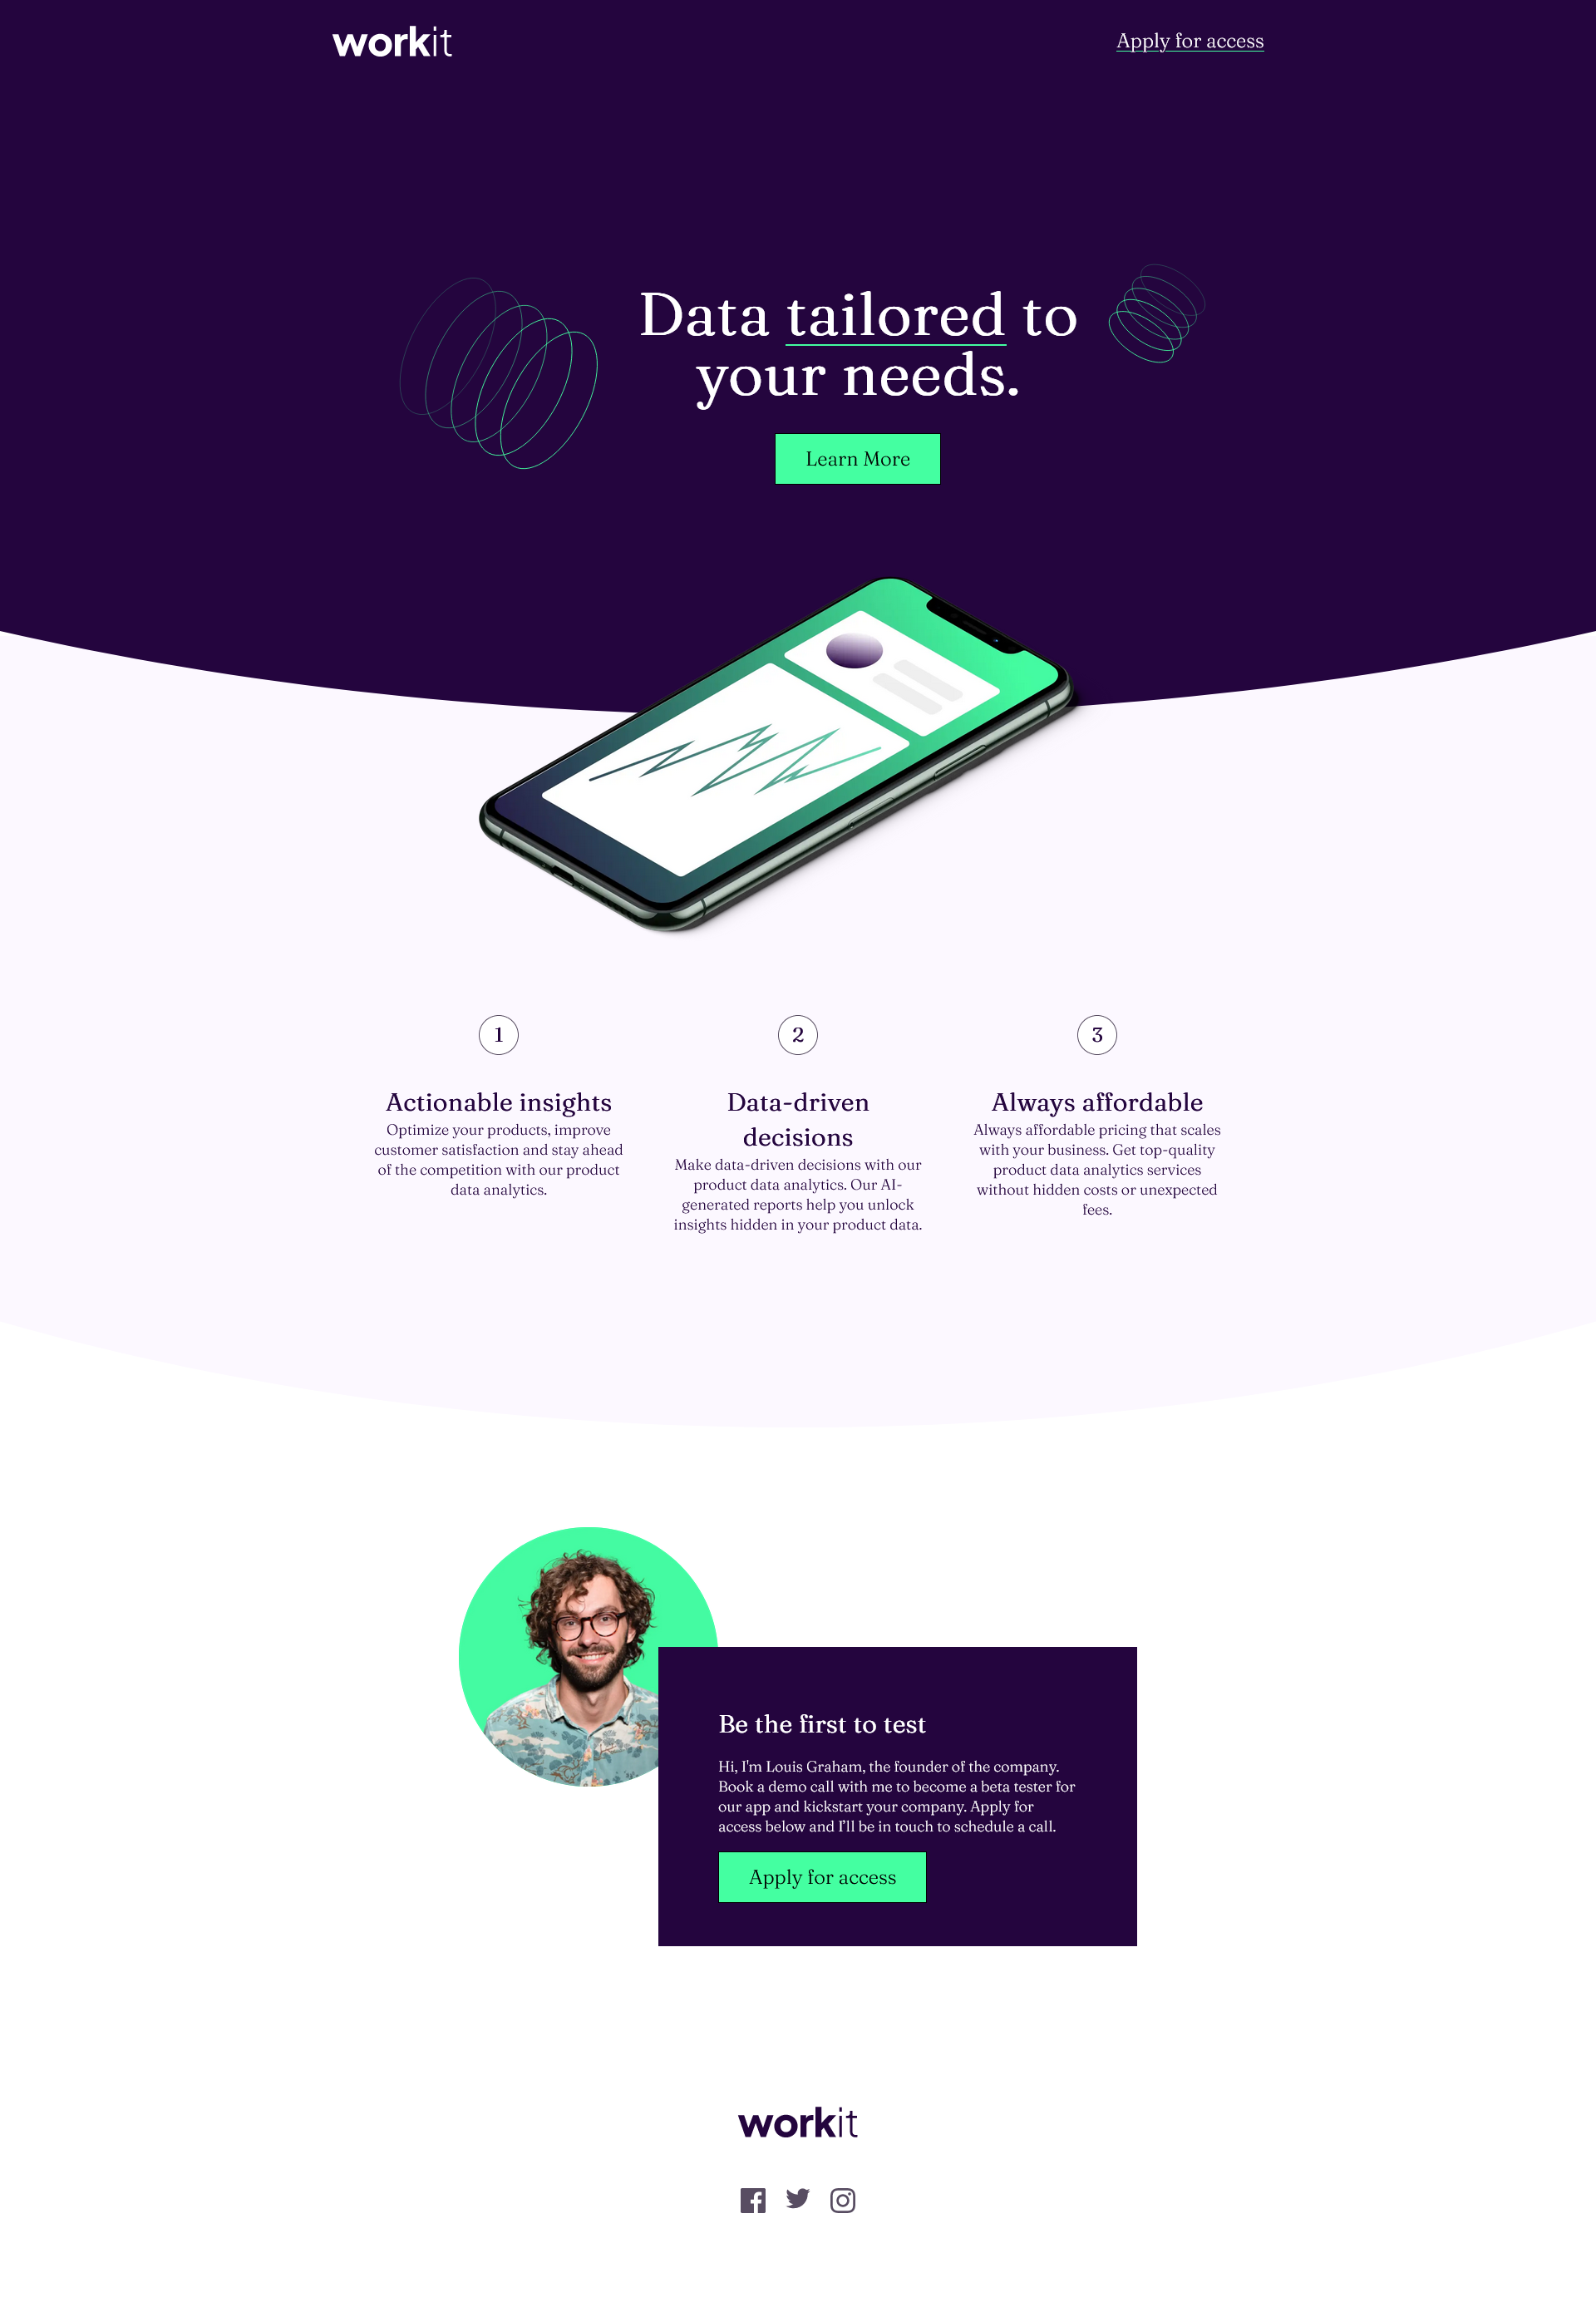 workit
Apply for access
Data tailored to
your needs.
Learn More
1
Actionable insights
Optimize your products, improve
customer satisfaction and stay ahead
of the competition with our product
data analytics.
2
Data-driven
decisions
Make data-driven decisions with our
product data analytics. Our AI-
generated reports help you unlock
insights hidden in your product data.
3
Always affordable
Always affordable pricing that scales
with your business. Get top-quality
product data analytics services
without hidden costs or unexpected
fees.
Be the first to test
Hi, I'm Louis Graham, the founder of the company.
Book a demo call with me to become a beta tester for
our app and kickstart your company. Apply for
access below and I’ll be in touch to schedule a call.
Apply for access
workit